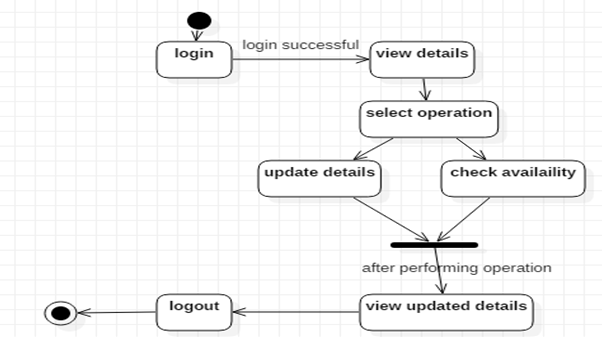 login
login successful
view details
select operation
update details
check availaility
after performing operation
logout
view updated details